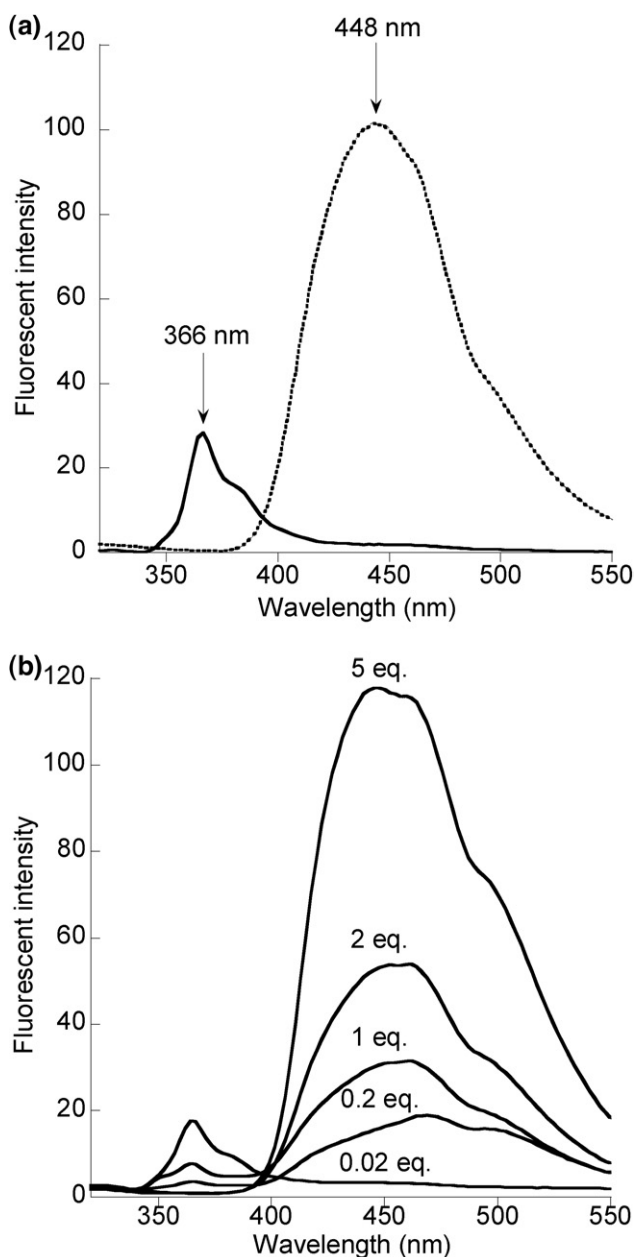 (a)
448 nm
120
100
80
60
40
20
0
Fluorescent intensity
366 nm
350 400 450 500 550
Wavelength (nm)
(b)
120
100
80
60
40
20
0
Fluorescent intensity
5 eq.
2 eq.
1 eq.
0.2 eq.
0.02 eq.
350 400 450 500 550
Wavelength (nm)